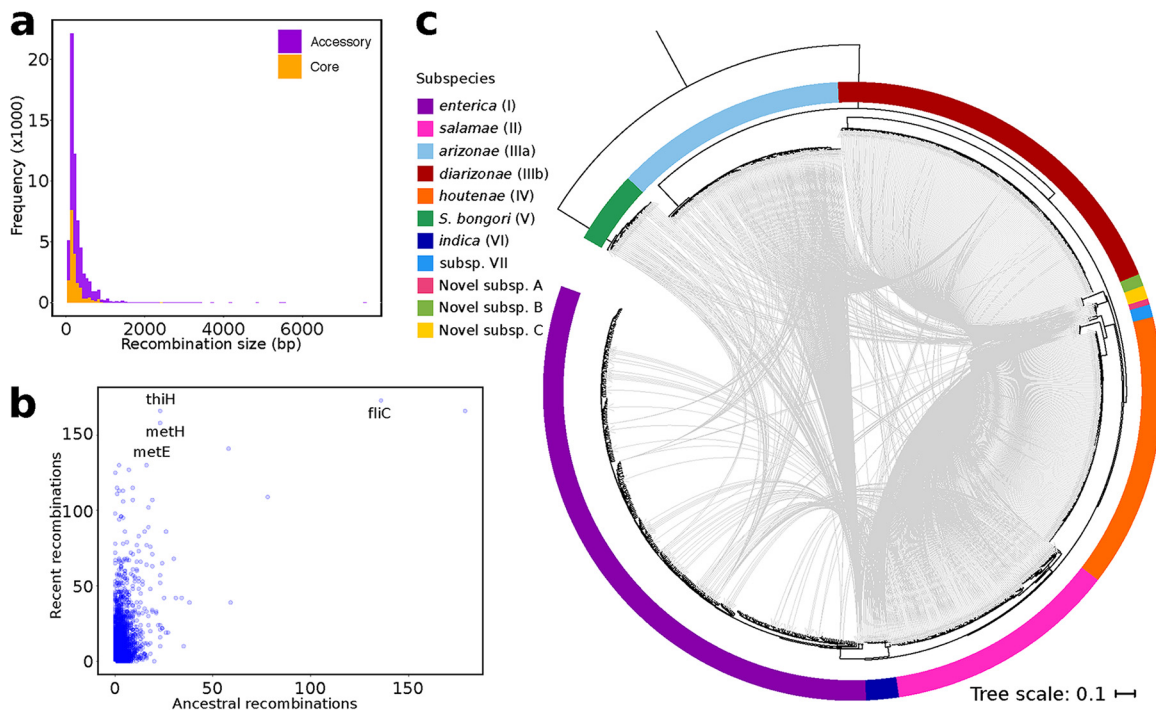 a
Frequency (x1000)
20
15
10
5
0
0
2000
4000
6000
Recombination size (bp)
Accessory
Core
b
Recent recombinations
150
100
50
0
0
50
100
150
Ancestral recombinations
thiH
metH
metE
fliC
c
Subspecies
enterica (I)
salamae (II)
arizonae (IIIa)
diarizonae (IIIb)
houtenae (IV)
S. bongori (V)
indica (VI)
subsp. VII
Novel subsp. A
Novel subsp. B
Novel subsp. C
Tree scale: 0.1